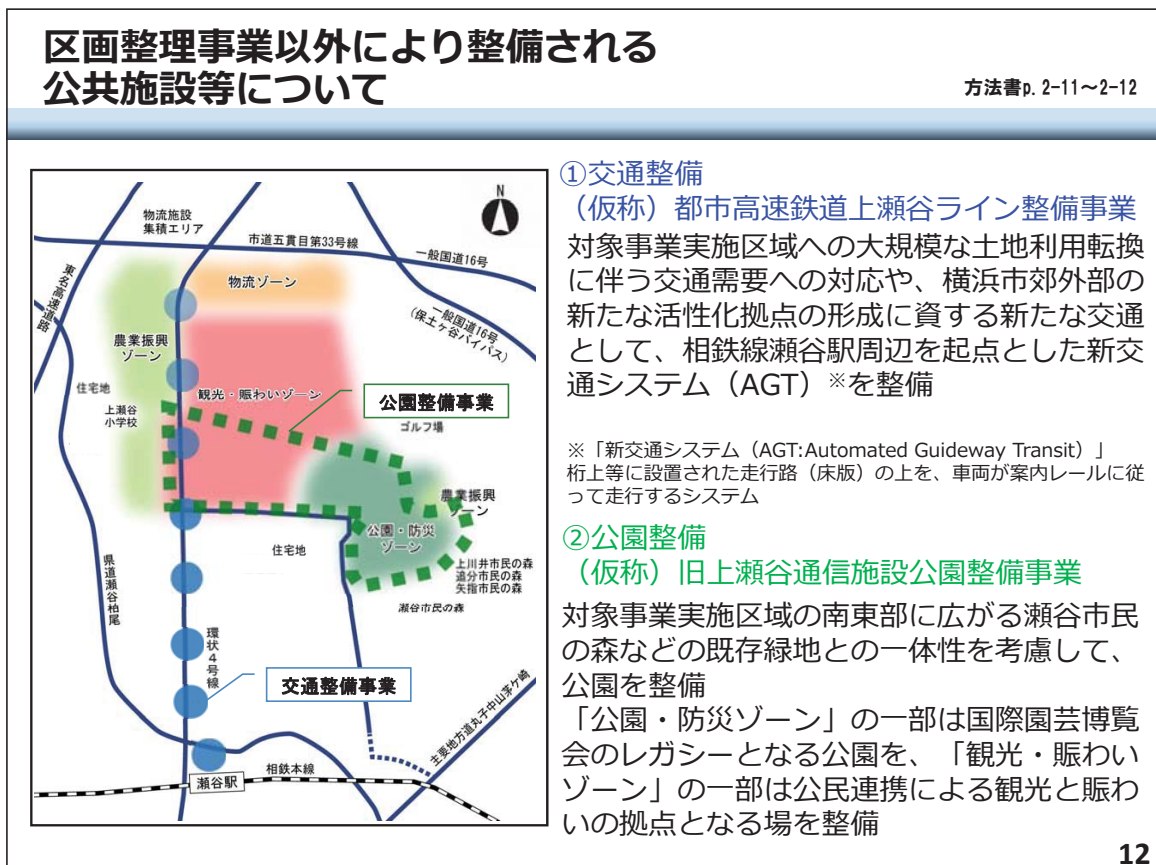 区画整理事業以外により整備される
公共施設等について
方法書p. 2-11～2-12
物流施設
集積エリア
市道五貫目第33号線
一般国道16号
東名高速道路
物流ゾーン
一般国道16号
(保土ヶ谷バイパス)
農業振興
ゾーン
住宅地
観光・賑わいゾーン
公園整備事業
上瀬谷
小学校
ゴルフ場
農業振興
ゾーン
公園・防災
ゾーン
住宅地
上川井市民の森
追分市民の森
矢指市民の森
瀬谷市民の森
県道瀬谷柏尾
環状4号線
交通整備事業
主要地方道丸子中山茅ヶ崎
相鉄本線
瀬谷駅
N
①交通整備
（仮称）都市高速鉄道上瀬谷ライン整備事業
対象事業実施区域への大規模な土地利用転換
に伴う交通需要への対応や、横浜市郊外部の
新たな活性化拠点の形成に資する新たな交通
として、相鉄線瀬谷駅周辺を起点とした新交
通システム（AGT）※を整備
※「新交通システム（AGT:Automated Guideway Transit）」
桁上等に設置された走行路（床版）の上を、車両が案内レールに従
って走行するシステム
②公園整備
（仮称）旧上瀬谷通信施設公園整備事業
対象事業実施区域の南東部に広がる瀬谷市民
の森などの既存緑地との一体性を考慮して、
公園を整備
「公園・防災ゾーン」の一部は国際園芸博覧
会のレガシーとなる公園を、「観光・賑わい
ゾーン」の一部は公民連携による観光と賑わ
いの拠点となる場を整備
12